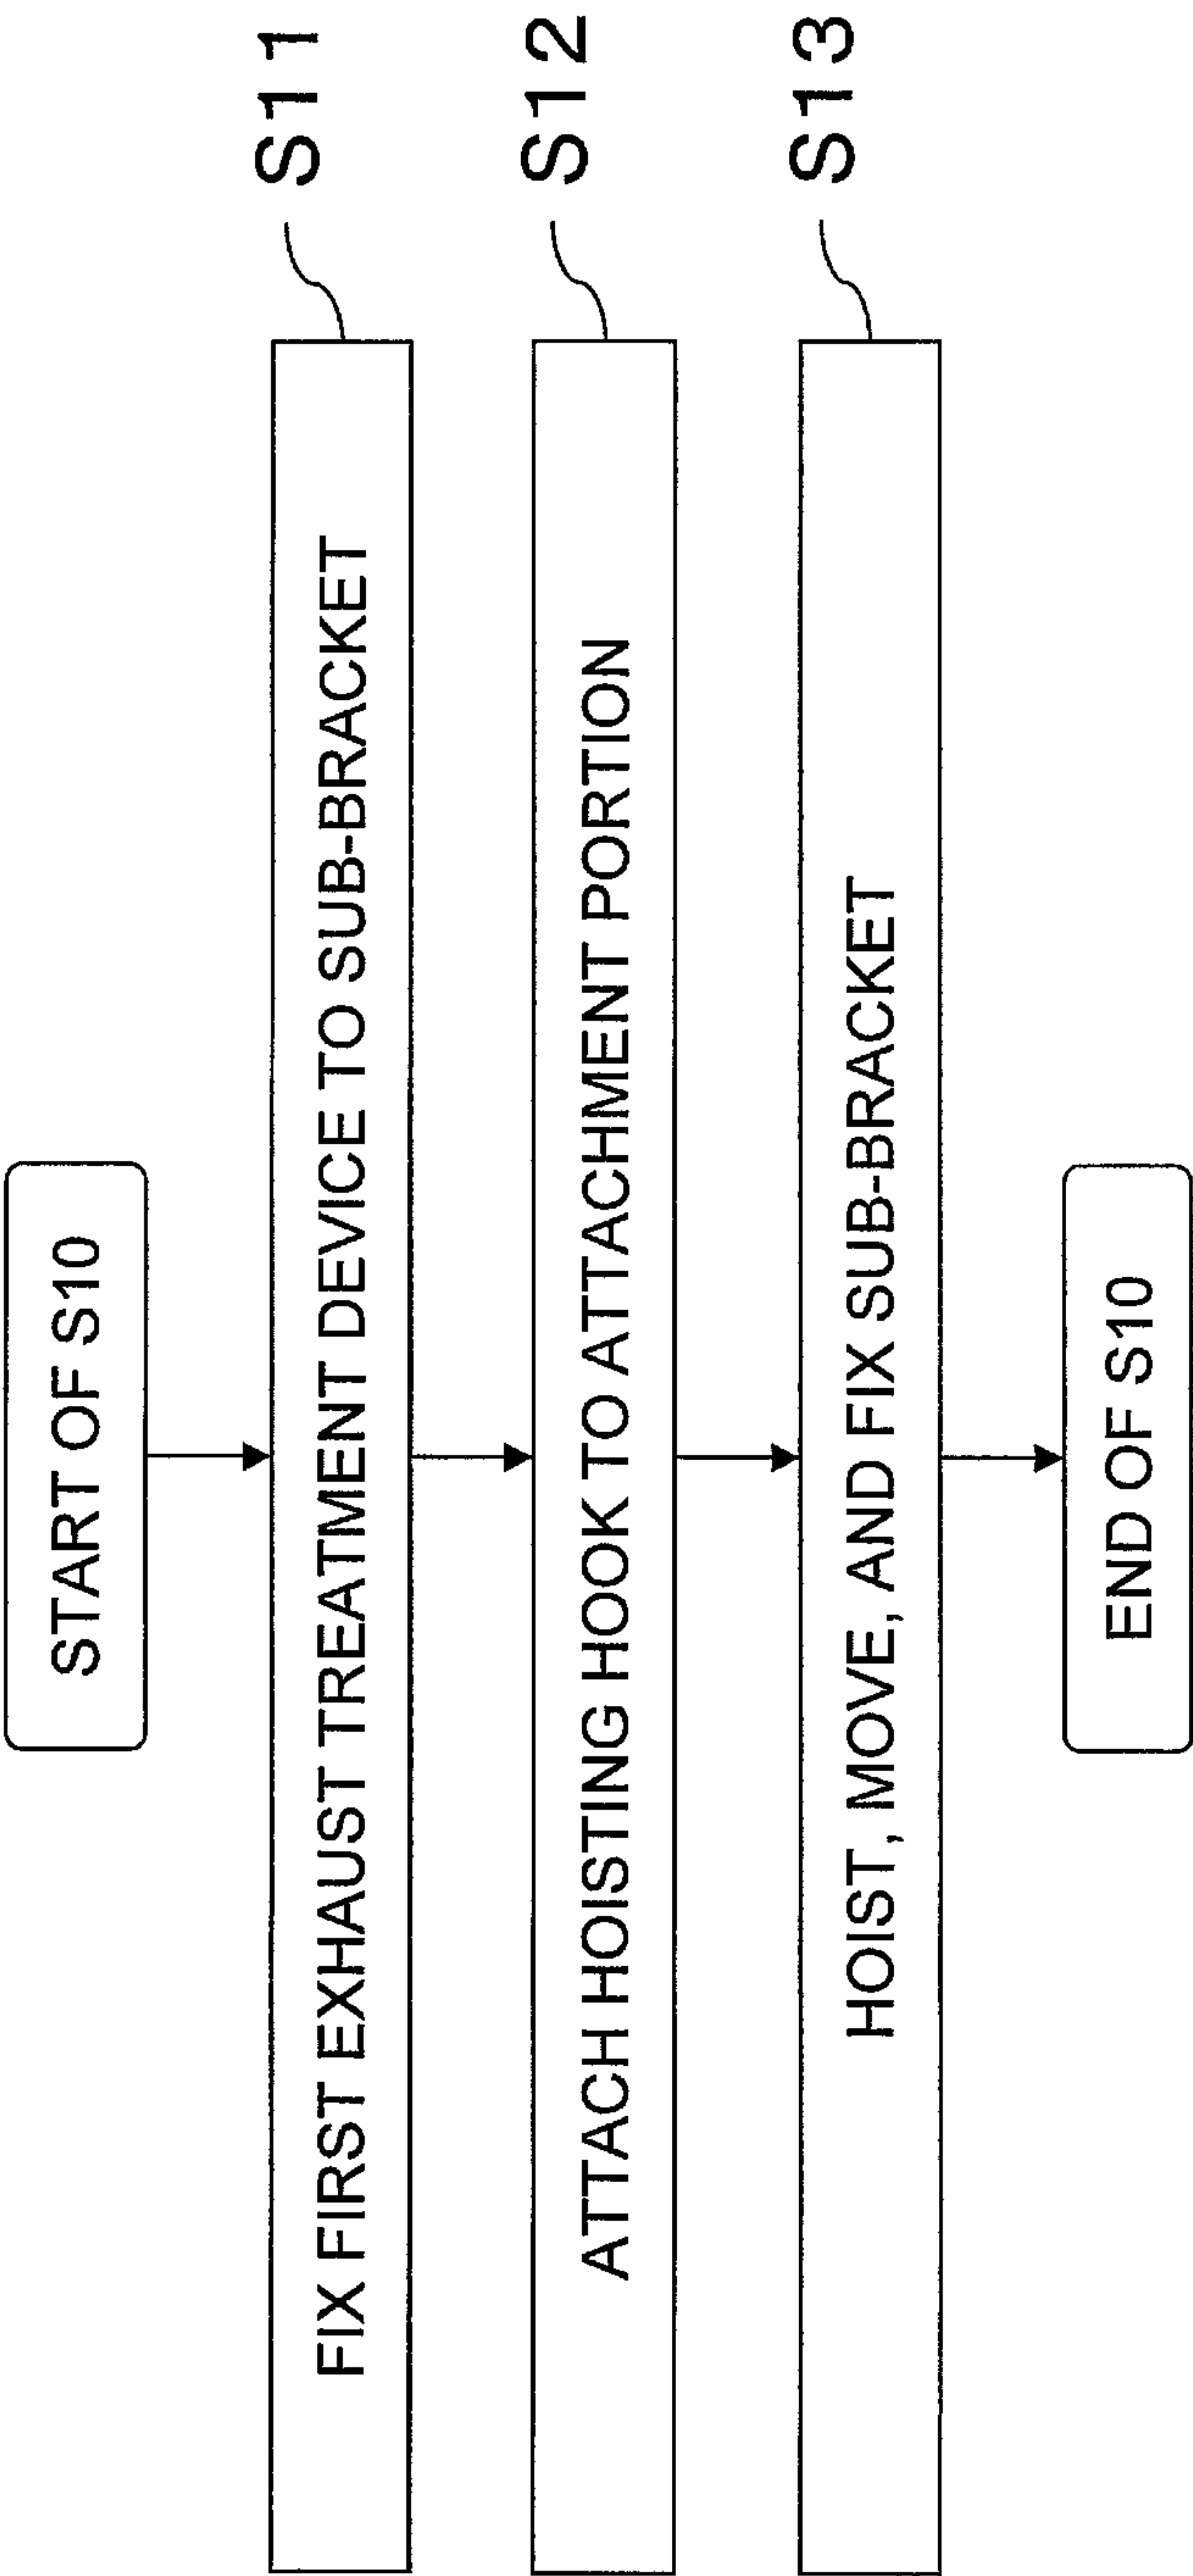 START OF S10
FIX FIRST EXHAUST TREATMENT DEVICE TO SUB-BRACKET
S11
ATTACH HOISTING HOOK TO ATTACHMENT PORTION
S12
HOIST, MOVE, AND FIX SUB-BRACKET
S13
END OF S10